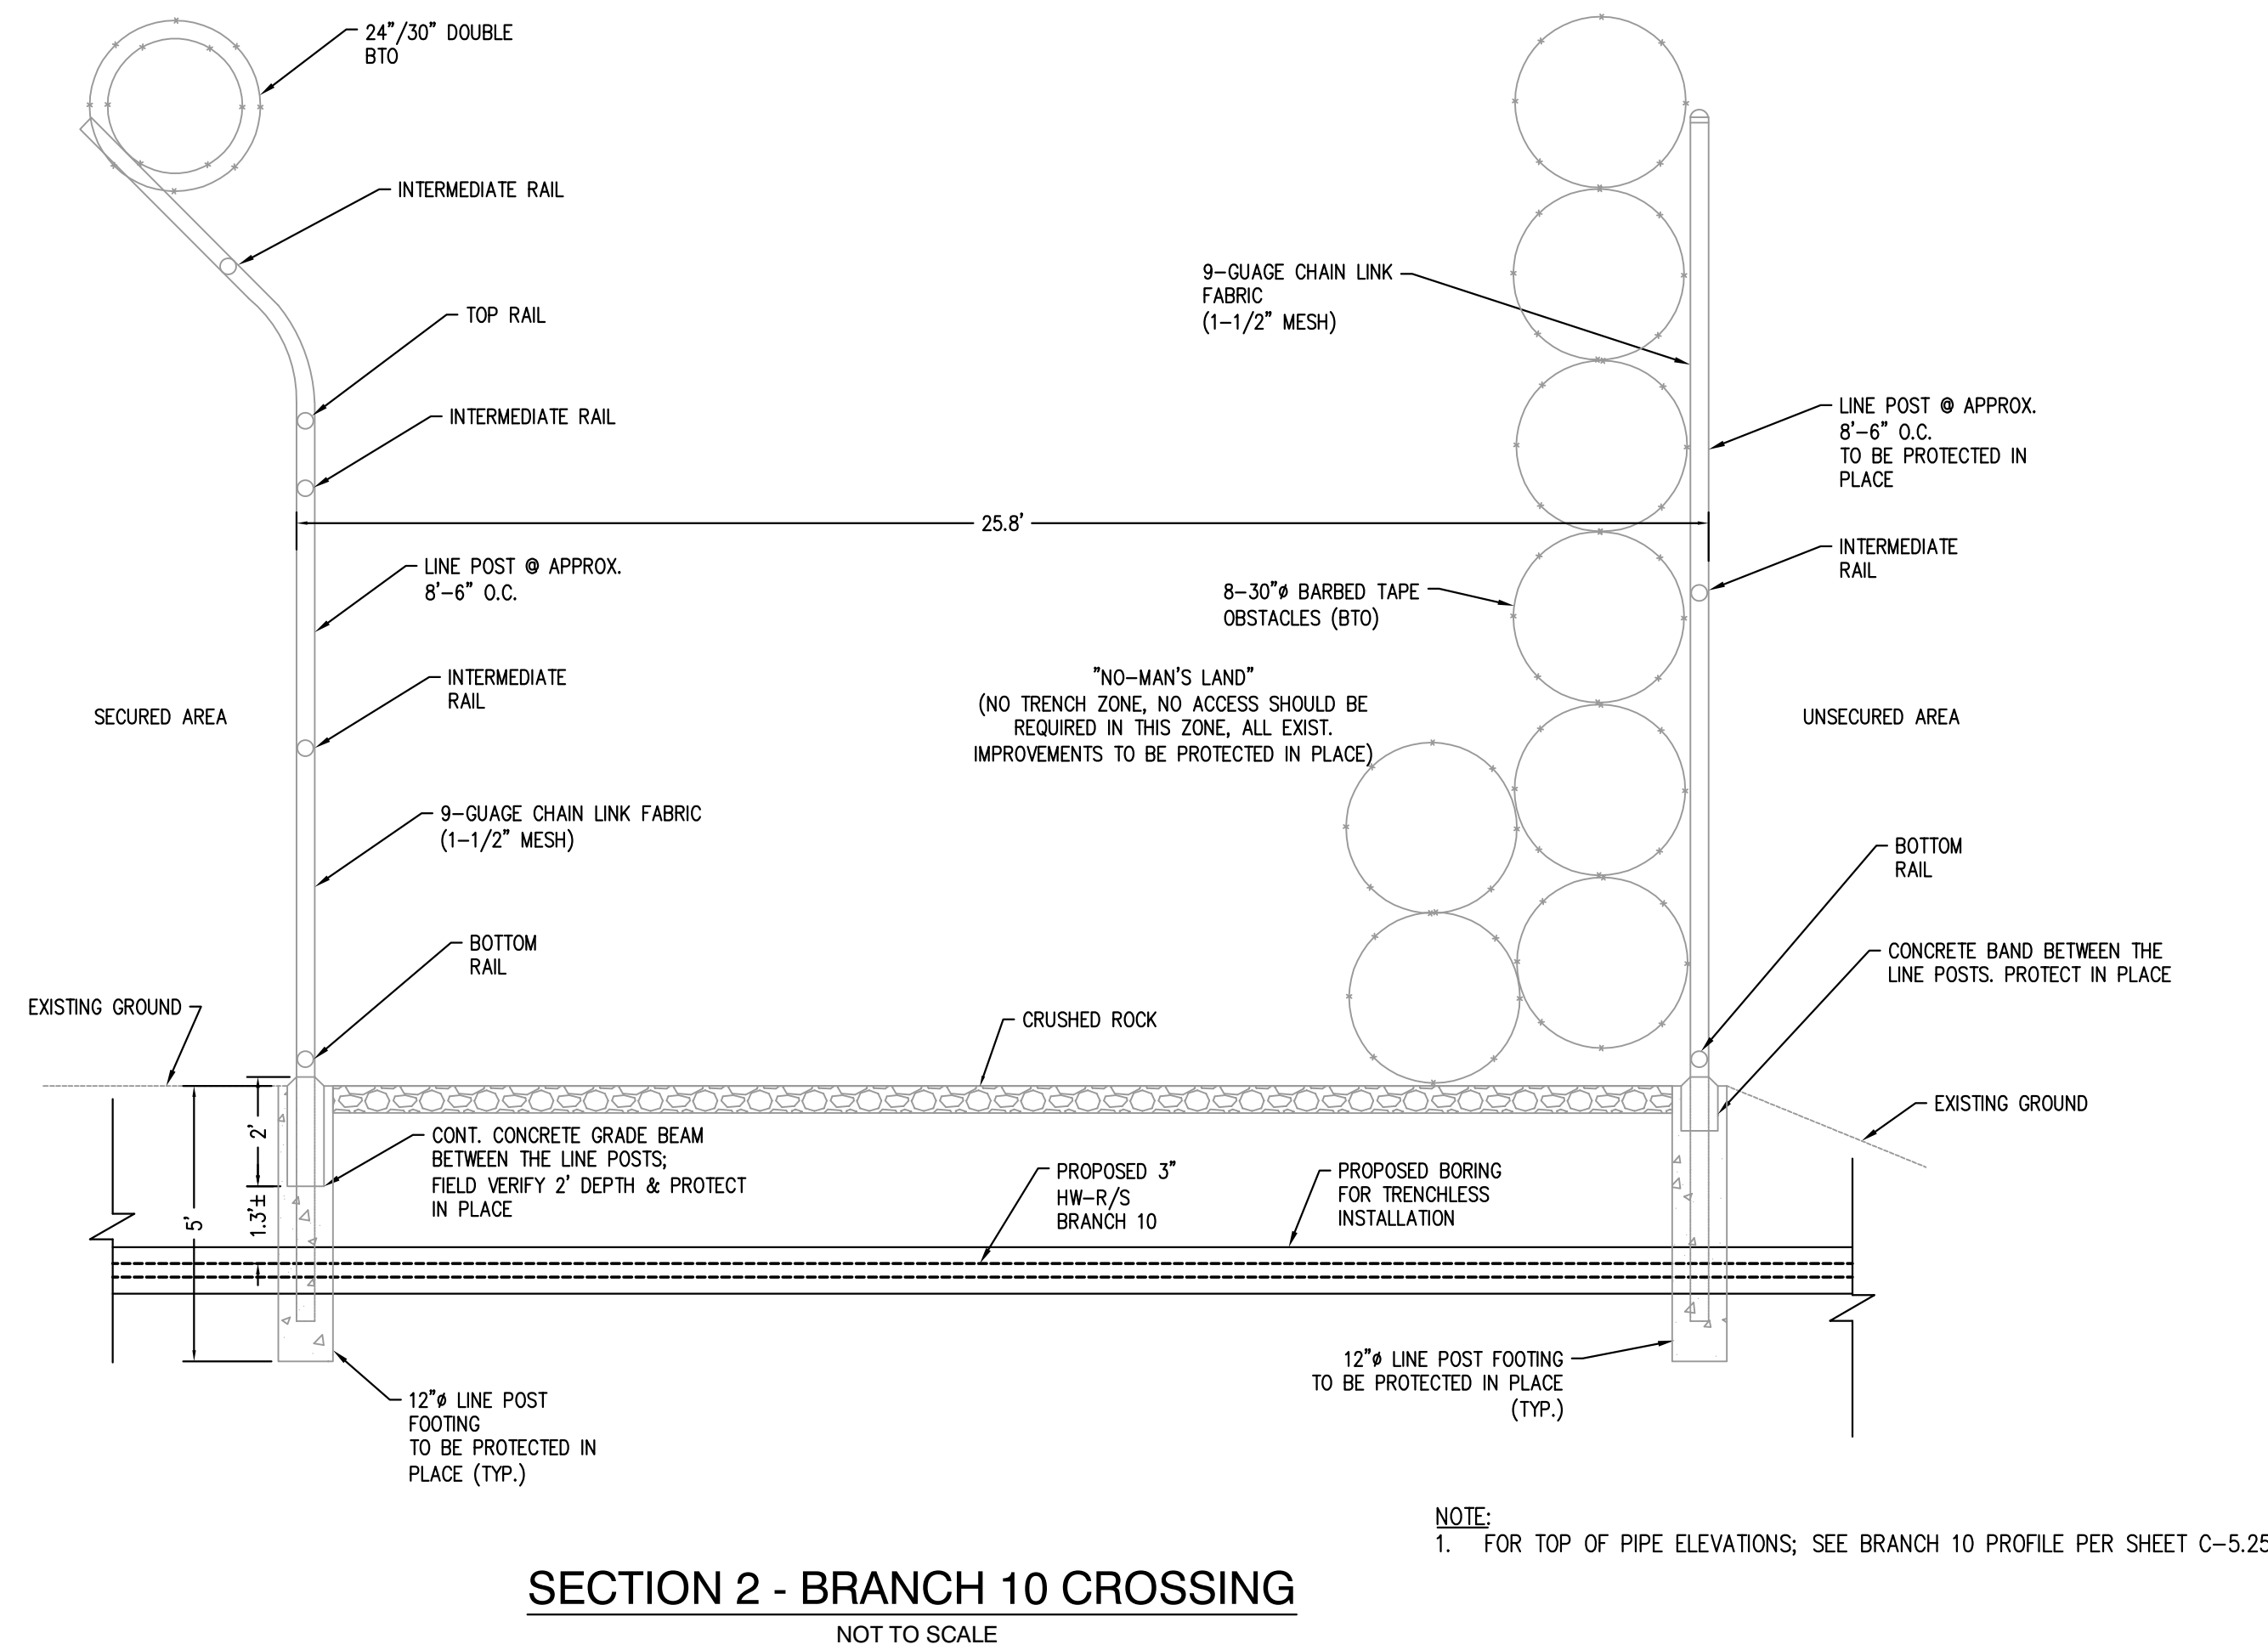 24"/30" DOUBLE
BTO
INTERMEDIATE RAIL
TOP RAIL
INTERMEDIATE RAIL
9-GUAGE CHAIN LINK
FABRIC
(1-1/2" MESH)
LINE POST @ APPROX.
8'-6" O.C.
TO BE PROTECTED IN
PLACE
25.8'
LINE POST @ APPROX.
8'-6" O.C.
INTERMEDIATE
RAIL
8-30"ø BARBED TAPE
OBSTACLES (BTO)
INTERMEDIATE
RAIL
SECURED AREA
"NO-MAN'S LAND"
(NO TRENCH ZONE, NO ACCESS SHOULD BE
REQUIRED IN THIS ZONE, ALL EXIST.
IMPROVEMENTS TO BE PROTECTED IN PLACE)
UNSECURED AREA
9-GUAGE CHAIN LINK FABRIC
(1-1/2" MESH)
BOTTOM
RAIL
BOTTOM
RAIL
CONCRETE BAND BETWEEN THE
LINE POSTS. PROTECT IN PLACE
EXISTING GROUND
CRUSHED ROCK
EXISTING GROUND
2'
1.3'±
5'
CONT. CONCRETE GRADE BEAM
BETWEEN THE LINE POSTS;
FIELD VERIFY 2' DEPTH & PROTECT
IN PLACE
PROPOSED 3"
HW-R/S
BRANCH 10
PROPOSED BORING
FOR TRENCHLESS
INSTALLATION
12"ø LINE POST
FOOTING
TO BE PROTECTED IN
PLACE (TYP.)
12"ø LINE POST FOOTING
TO BE PROTECTED IN PLACE
(TYP.)
NOTE:
1. FOR TOP OF PIPE ELEVATIONS; SEE BRANCH 10 PROFILE PER SHEET C-5.25
SECTION 2 - BRANCH 10 CROSSING
NOT TO SCALE